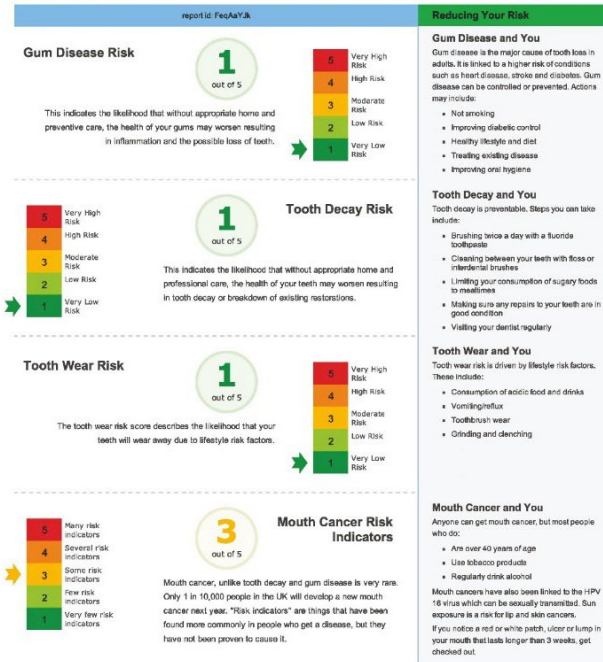 report id: FeqAaYJk
Gum Disease Risk
1
out of 5
This indicates the likelihood that without appropriate home and
preventive care, the health of your gums may worsen resulting
in inflammation and the possible loss of teeth.
5 Very High
Risk
4 High Risk
3 Moderate
Risk
2 Low Risk
1 Very Low
Risk
5 Very High
Risk
4 High Risk
3 Moderate
Risk
2 Low Risk
1 Very Low
Risk
1
out of 5
Tooth Decay Risk
This indicates the likelihood that without appropriate home and
professional care, the health of your teeth may worsen resulting
in tooth decay or breakdown of existing restorations.
Tooth Wear Risk
1
out of 5
The tooth wear risk score describes the likelihood that your
teeth will wear away due to lifestyle risk factors.
5 Very High
Risk
4 High Risk
3 Moderate
Risk
2 Low Risk
1 Very Low
Risk
5 Many risk
indicators
4 Several risk
indicators
3 Some risk
indicators
2 Few risk
indicators
1 Very few risk
indicators
3
out of 5
Mouth Cancer Risk
Indicators
Mouth cancer, unlike tooth decay and gum disease is very rare.
Only 1 in 10,000 people in the UK will develop a new mouth
cancer next year. "Risk indicators" are things that have been
found more commonly in people who get a disease, but they
have not been proven to cause it.
Reducing Your Risk
Gum Disease and You
Gum disease is the major cause of tooth loss in
adults. It is linked to a higher risk of conditions
such as heart disease, stroke and diabetes. Gum
disease can be controlled or prevented. Actions
may include:
Not smoking
Improving diabetic control
Healthy lifestyle and diet
Treating existing disease
Improving oral hygiene
Tooth Decay and You
Tooth decay is preventable. Steps you can take
include:
Brushing twice a day with a fluoride
toothpaste
Cleaning between your teeth with floss or
interdental brushes
Limiting your consumption of sugary foods
to mealtimes
Making sure any repairs to your teeth are in
good condition
Visiting your dentist regularly
Tooth Wear and You
Tooth wear risk is driven by lifestyle risk factors.
These include:
Consumption of acidic food and drinks
Vomiting/reflux
Toothbrush wear
Grinding and clenching
Mouth Cancer and You
Anyone can get mouth cancer, but most people
who do:
Are over 40 years of age
Use tobacco products
Regularly drink alcohol
Mouth cancers have also been linked to the HPV
16 virus which can be sexually transmitted. Sun
exposure is a risk for lip and skin cancers.
If you notice a red or white patch, ulcer or lump in
your mouth that lasts longer than 3 weeks, get
checked out.